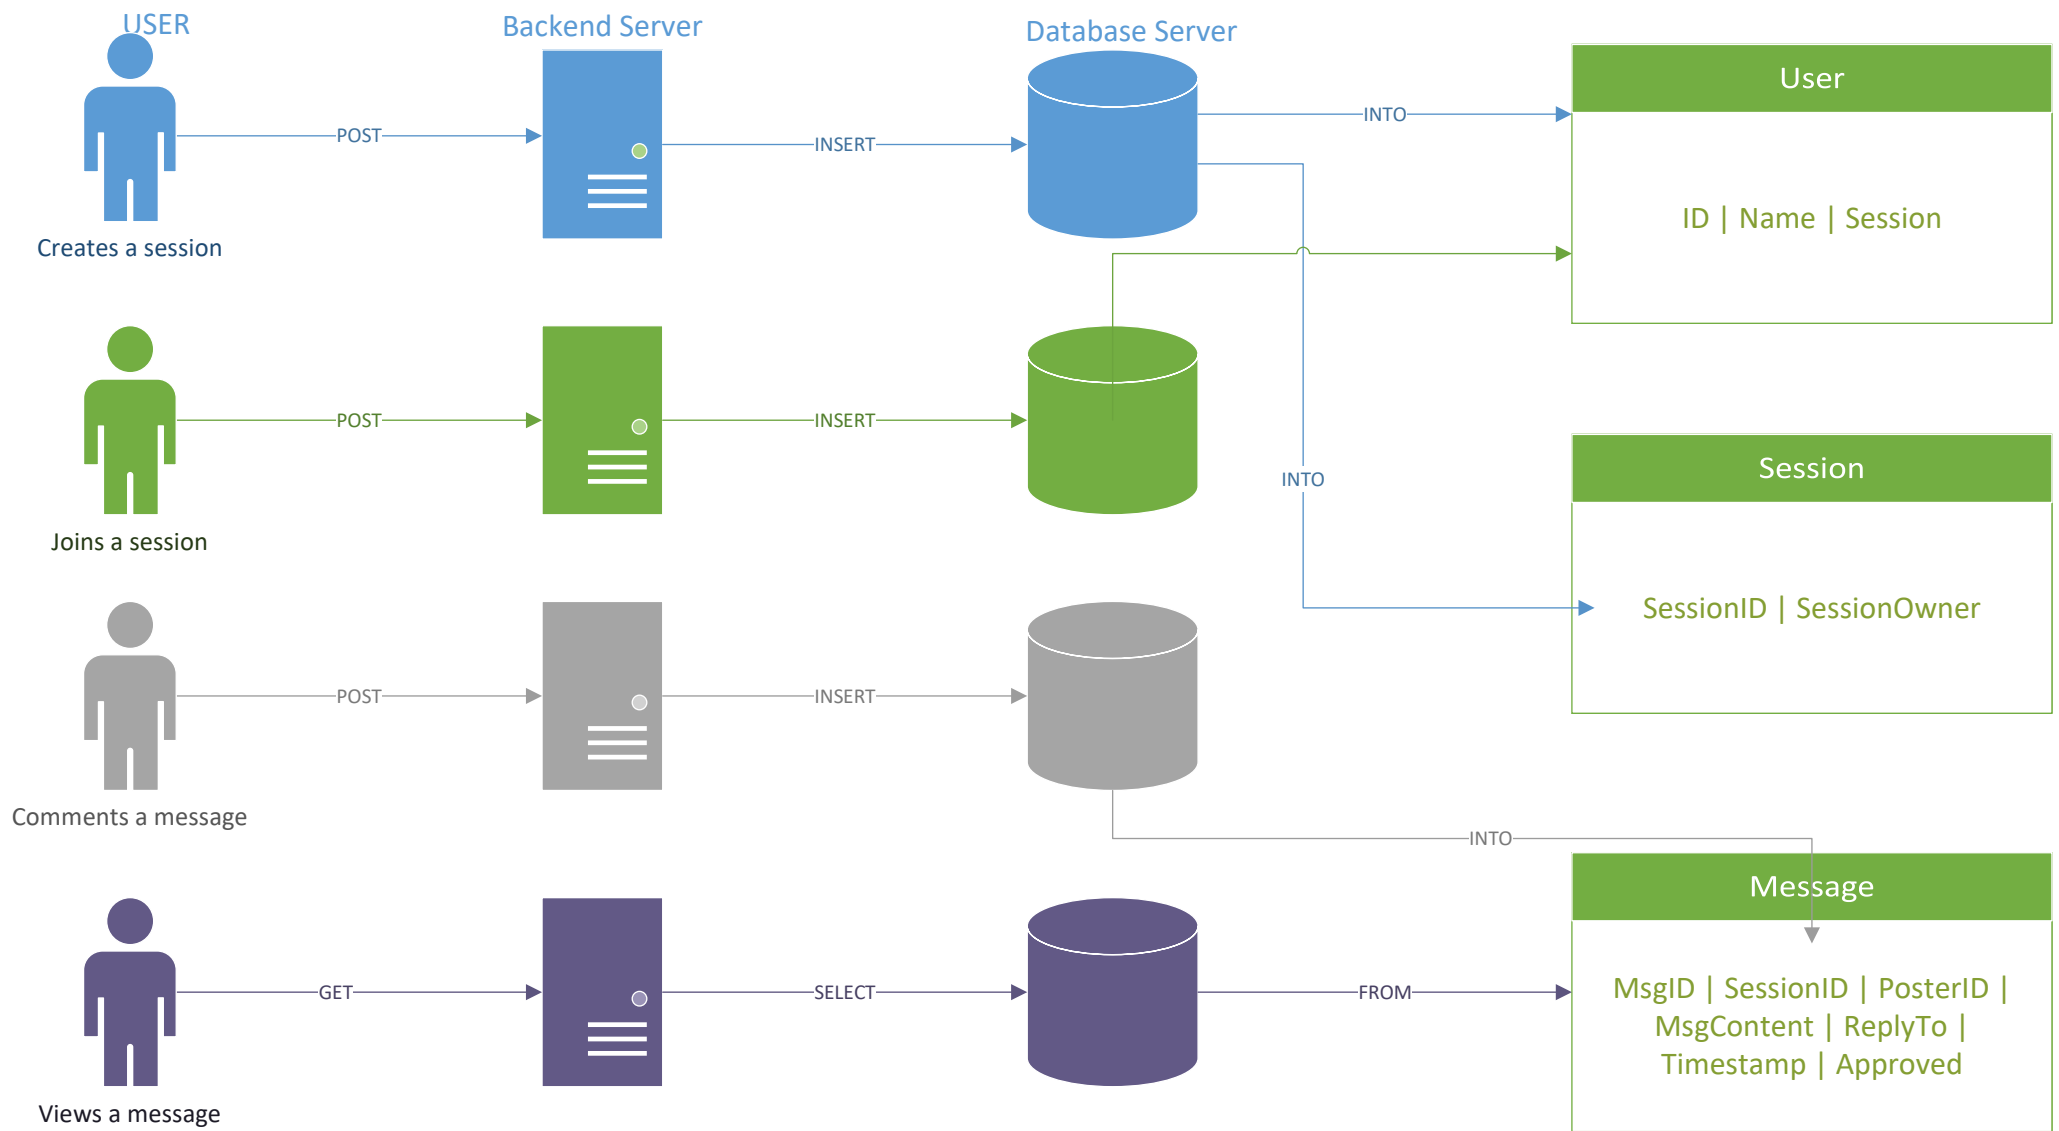 USER
Backend Server
Database Server
User
POST
INSERT
INTO
ID | Name | Session
Creates a session
POST
INSERT
Session
INTO
Joins a session
SessionID | SessionOwner
POST
INSERT
Comments a message
INTO
Message
GET
SELECT
FROM
MsgID | SessionID | PosterID |
MsgContent | ReplyTo |
Timestamp | Approved
Views a message